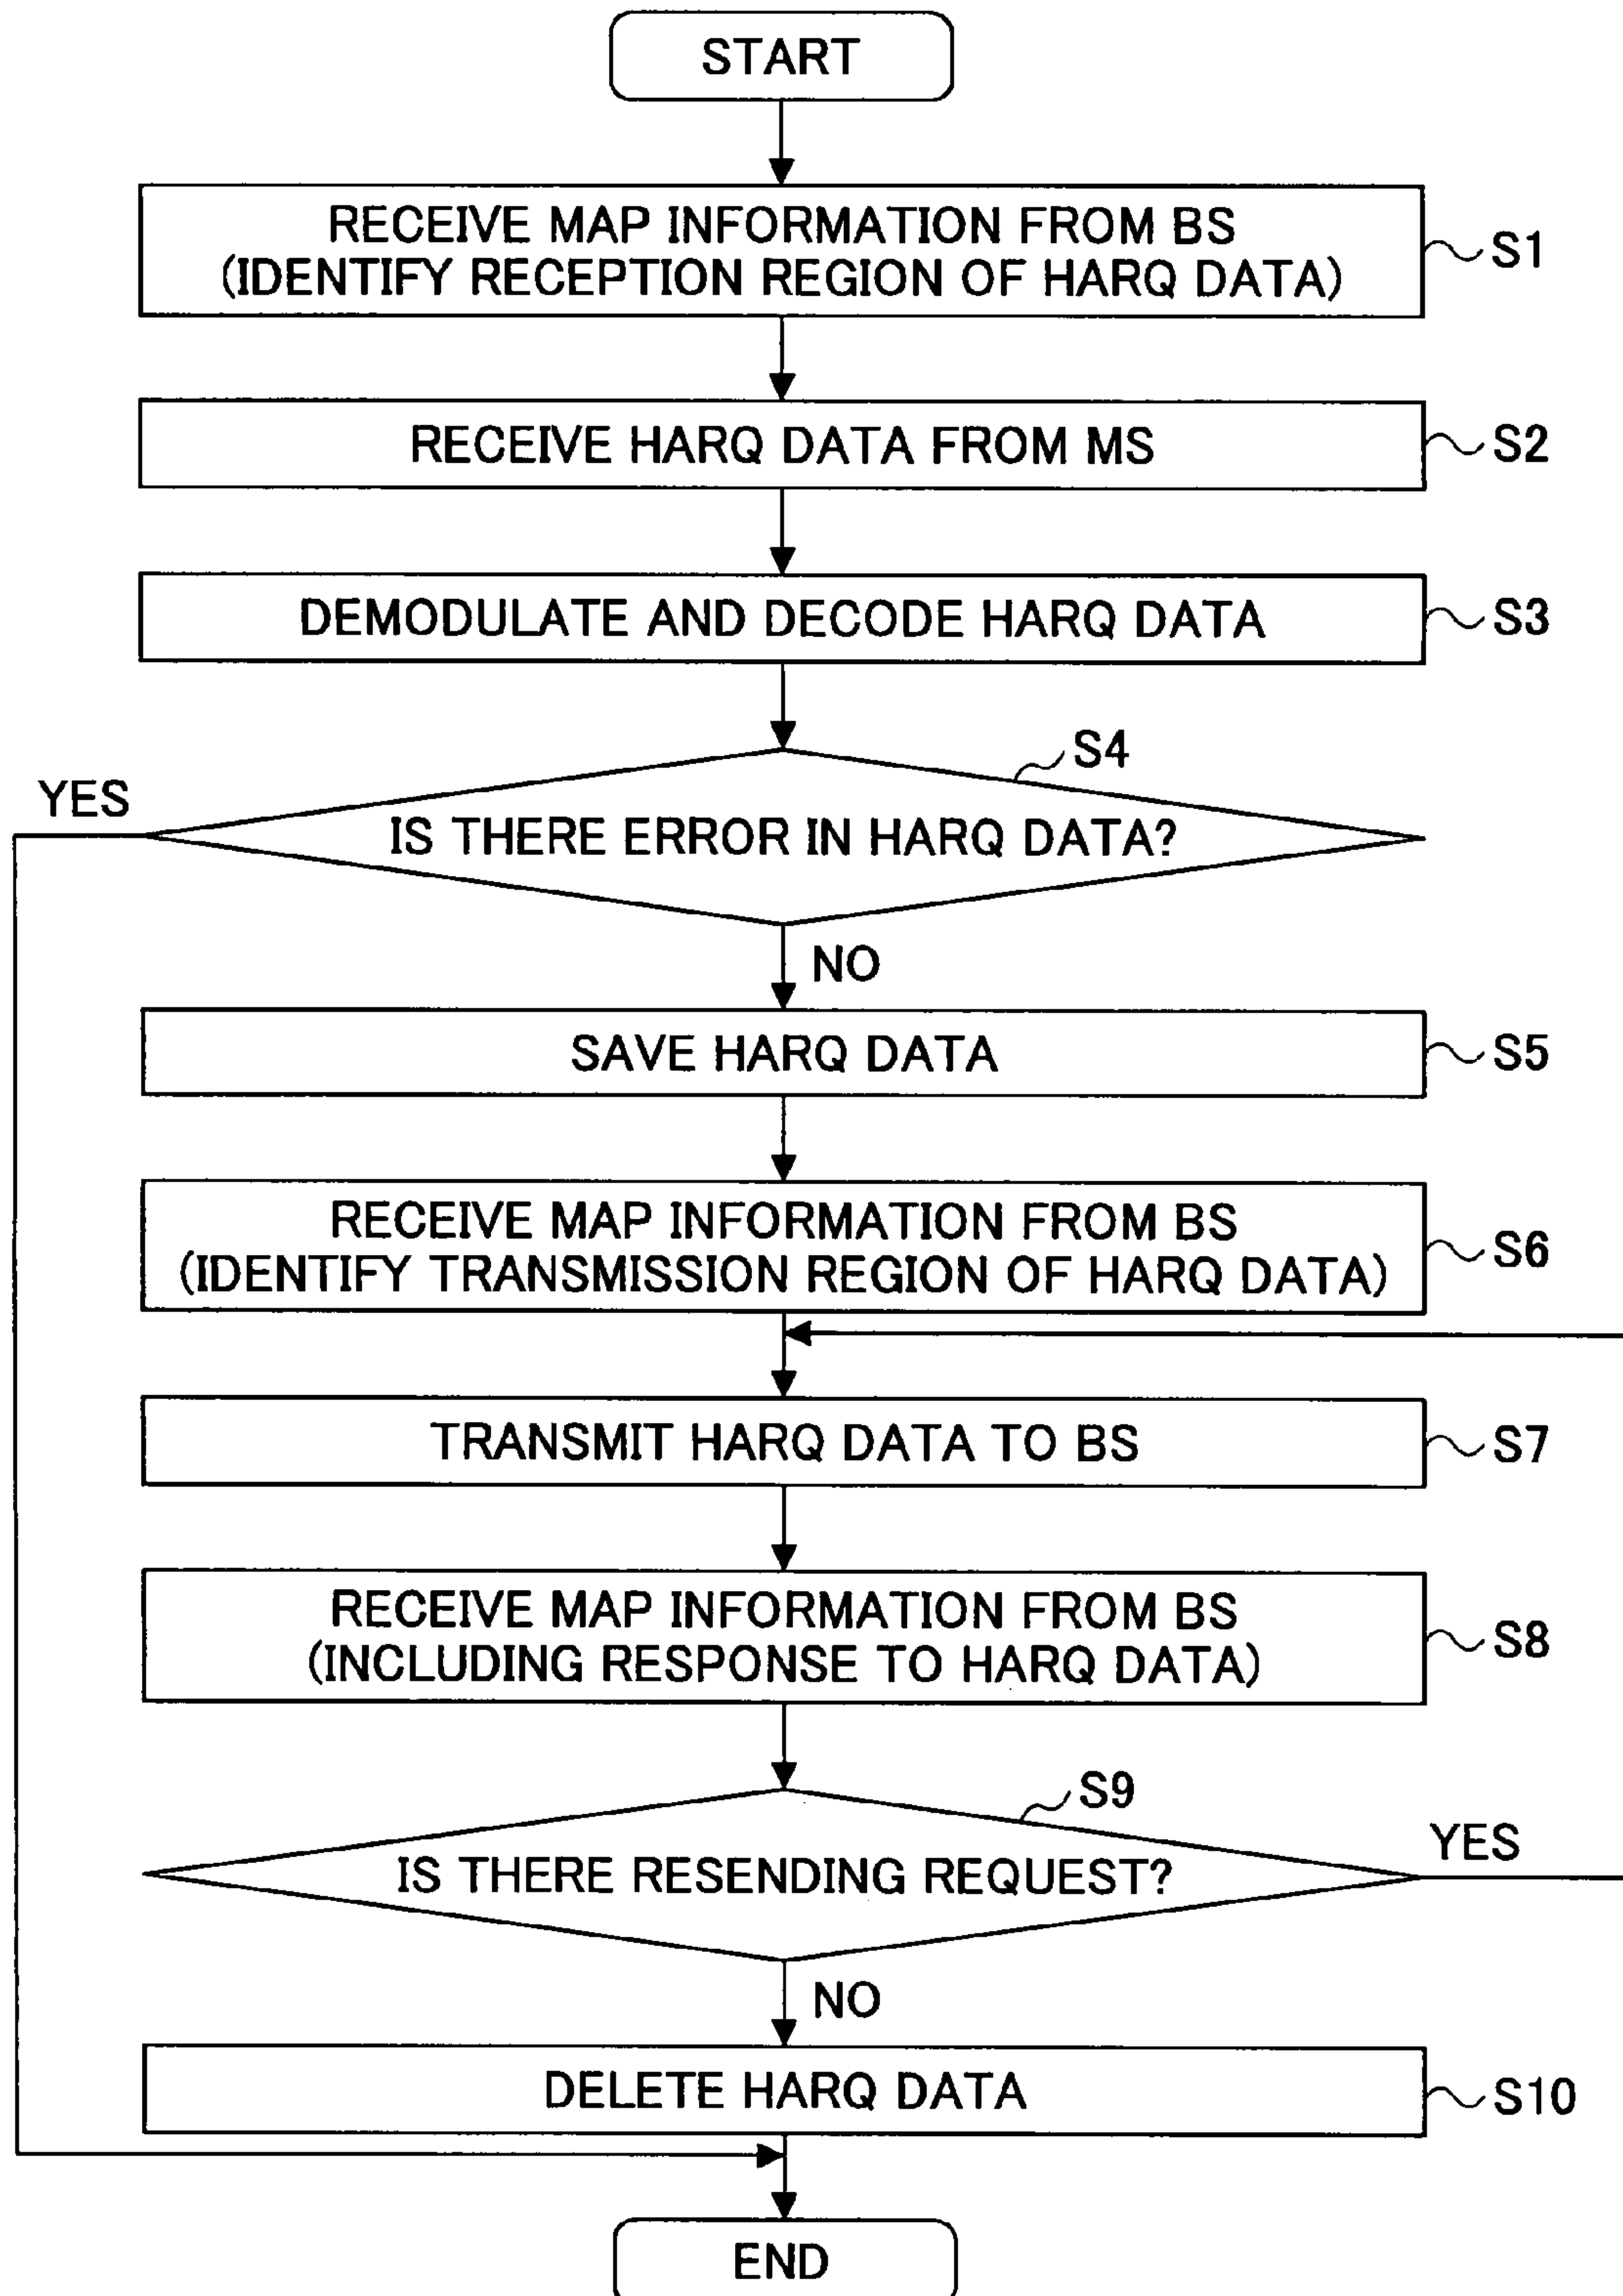 START
RECEIVE MAP INFORMATION FROM BS
(IDENTIFY RECEPTION REGION OF HARQ DATA)
S1
RECEIVE HARQ DATA FROM MS
S2
DEMODULATE AND DECODE HARQ DATA
S3
S4
YES
IS THERE ERROR IN HARQ DATA?
NO
SAVE HARQ DATA
S5
RECEIVE MAP INFORMATION FROM BS
(IDENTIFY TRANSMISSION REGION OF HARQ DATA)
S6
TRANSMIT HARQ DATA TO BS
S7
RECEIVE MAP INFORMATION FROM BS
(INCLUDING RESPONSE TO HARQ DATA)
S8
S9
YES
IS THERE RESENDING REQUEST?
NO
DELETE HARQ DATA
S10
END